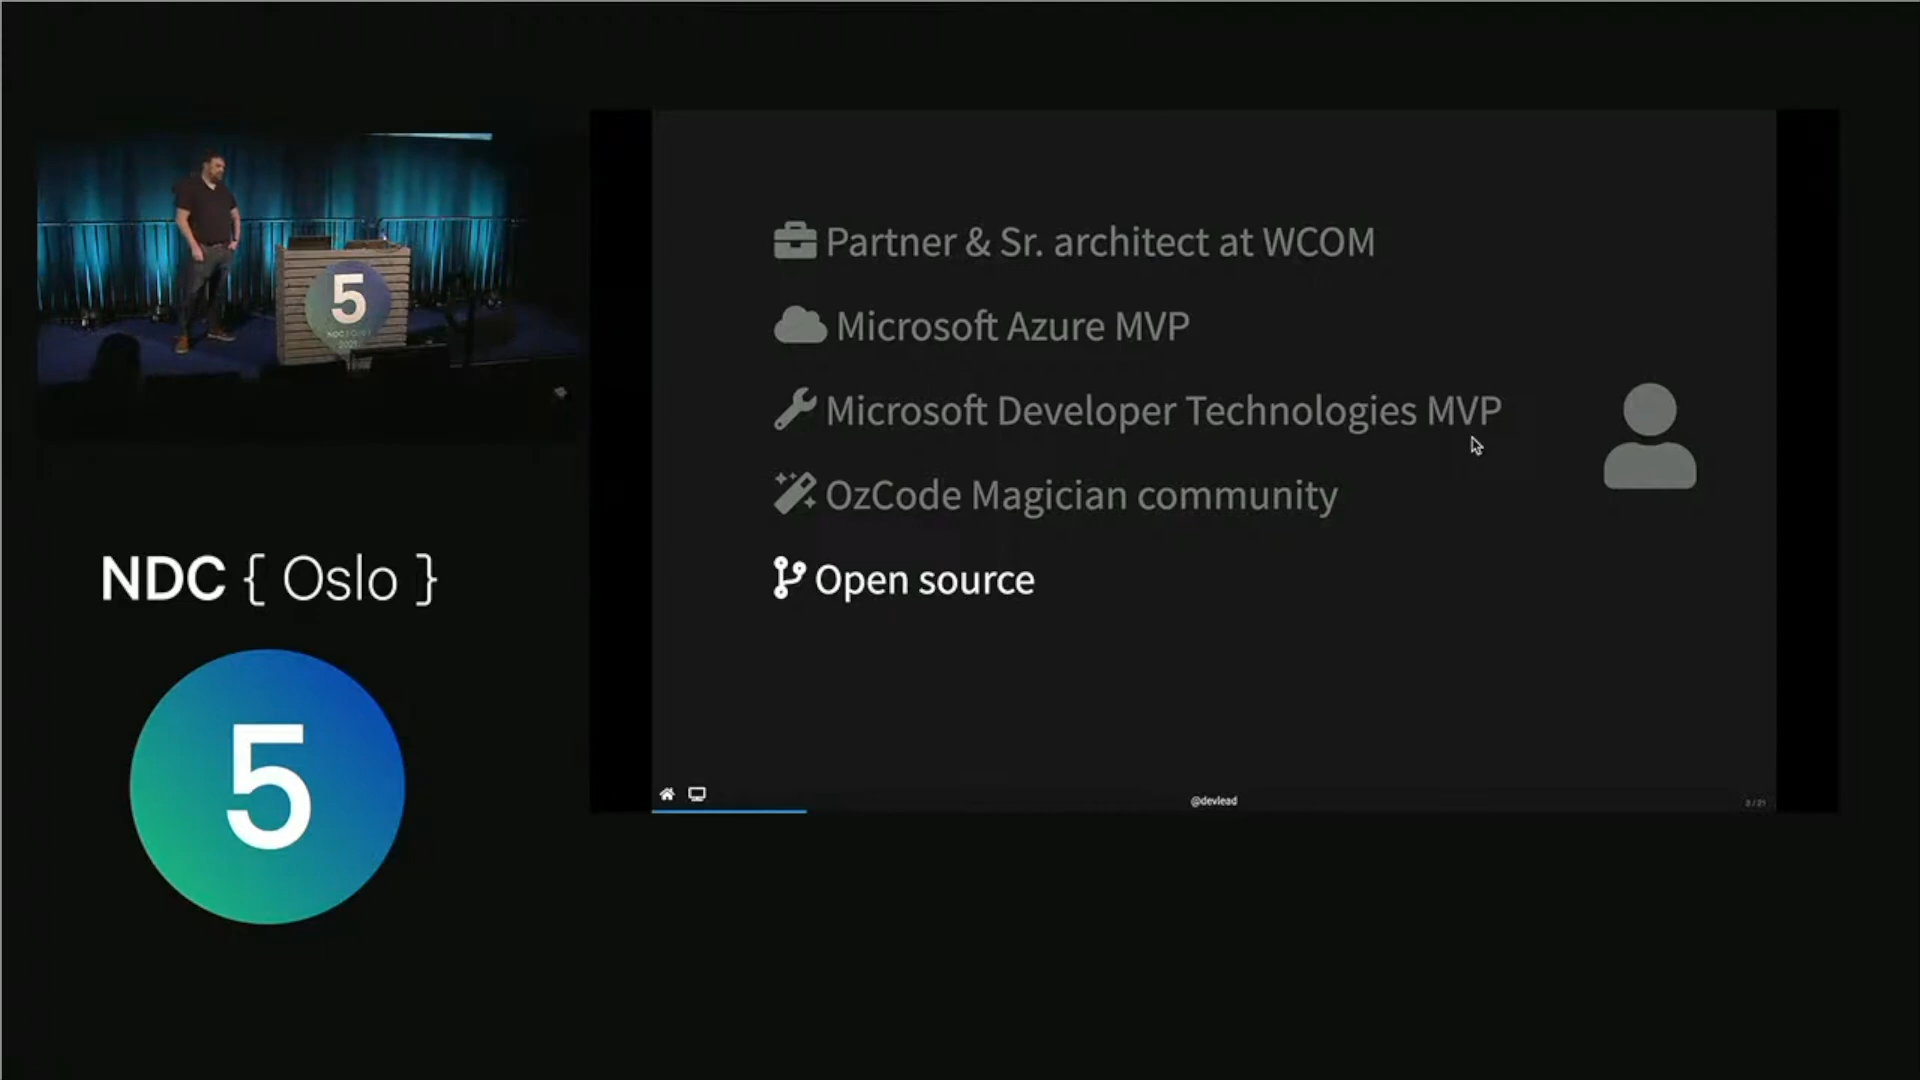 5
NDC { Oslo }
5
Partner & Sr. architect at WCOM
Microsoft Azure MVP
Microsoft Developer Technologies MVP
OzCode Magician community
Open source
@devlead